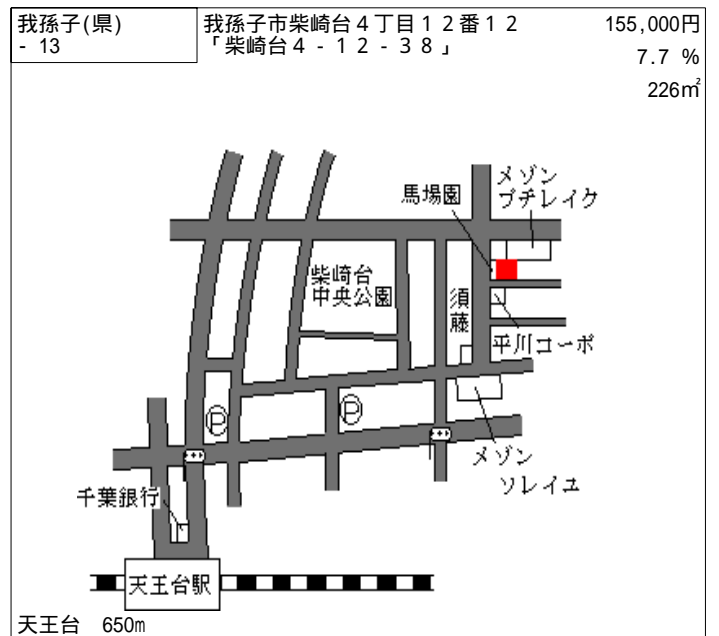 我孫子(県)
- 13
我孫子市柴崎台４丁目１２番１２
「柴崎台４-１２-３８」
155,000円
7.7 %
226㎡
メゾン
プチレイク
馬場園
柴崎台
中央公園
須藤
平川コーポ
P
P
メゾン
ソレイユ
千葉銀行
天王台駅
天王台 650m